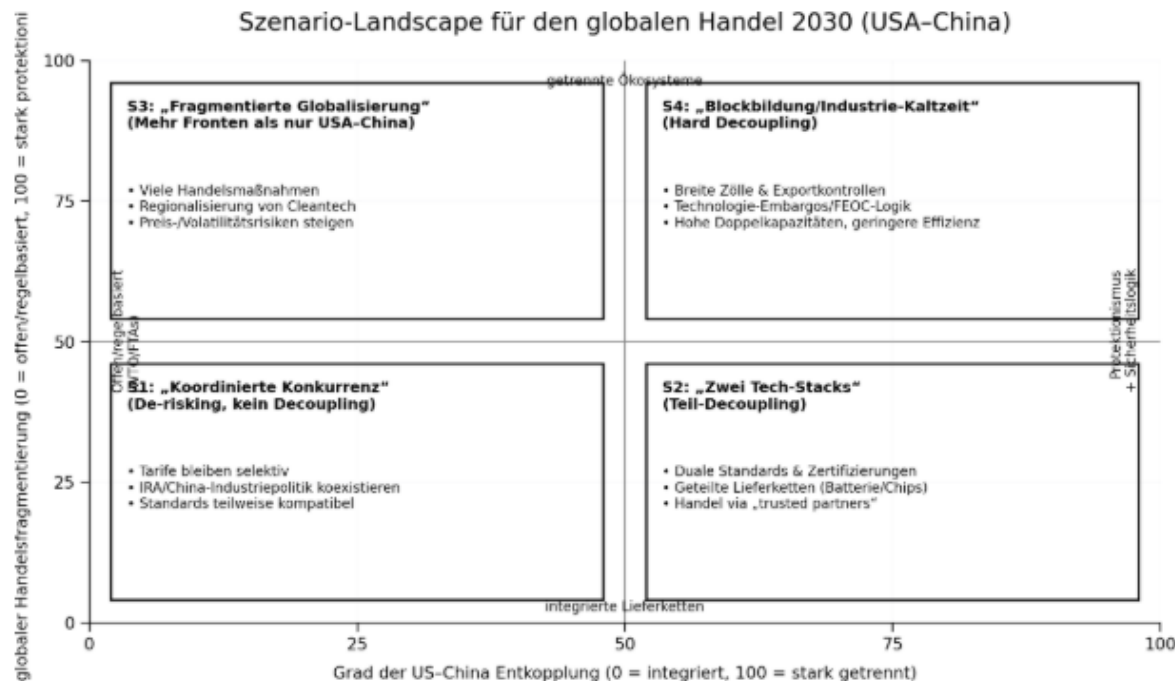 Szenario-Landscape für den globalen Handel 2030 (USA–China)
globaler Handelsfragmentierung (0 = offen/regelbasiert, 100 = stark protektioni
100
75
50
25
0
getrennte Ökosysteme
S3: „Fragmentierte Globalisierung“
(Mehr Fronten als nur USA–China)
• Viele Handelsmaßnahmen
• Regionalisierung von Cleantech
• Preis-/Volatilitätsrisiken steigen
S4: „Blockbildung/Industrie-Kaltzeit“
(Hard Decoupling)
• Breite Zölle & Exportkontrollen
• Technologie-Embargos/FEOC-Logik
• Hohe Doppelkapazitäten, geringere Effizienz
Offen/regelbasiert
(WTO/FTAs)
Protektionismus
+ Sicherheitslogik
S1: „Koordinierte Konkurrenz“
(De-risking, kein Decoupling)
• Tarife bleiben selektiv
• IRA/China-Industriepolitik koexistieren
• Standards teilweise kompatibel
S2: „Zwei Tech-Stacks“
(Teil-Decoupling)
• Duale Standards & Zertifizierungen
• Geteilte Lieferketten (Batterie/Chips)
• Handel via „trusted partners“
integrierte Lieferketten
0
25
50
75
100
Grad der US–China Entkopplung (0 = integriert, 100 = stark getrennt)